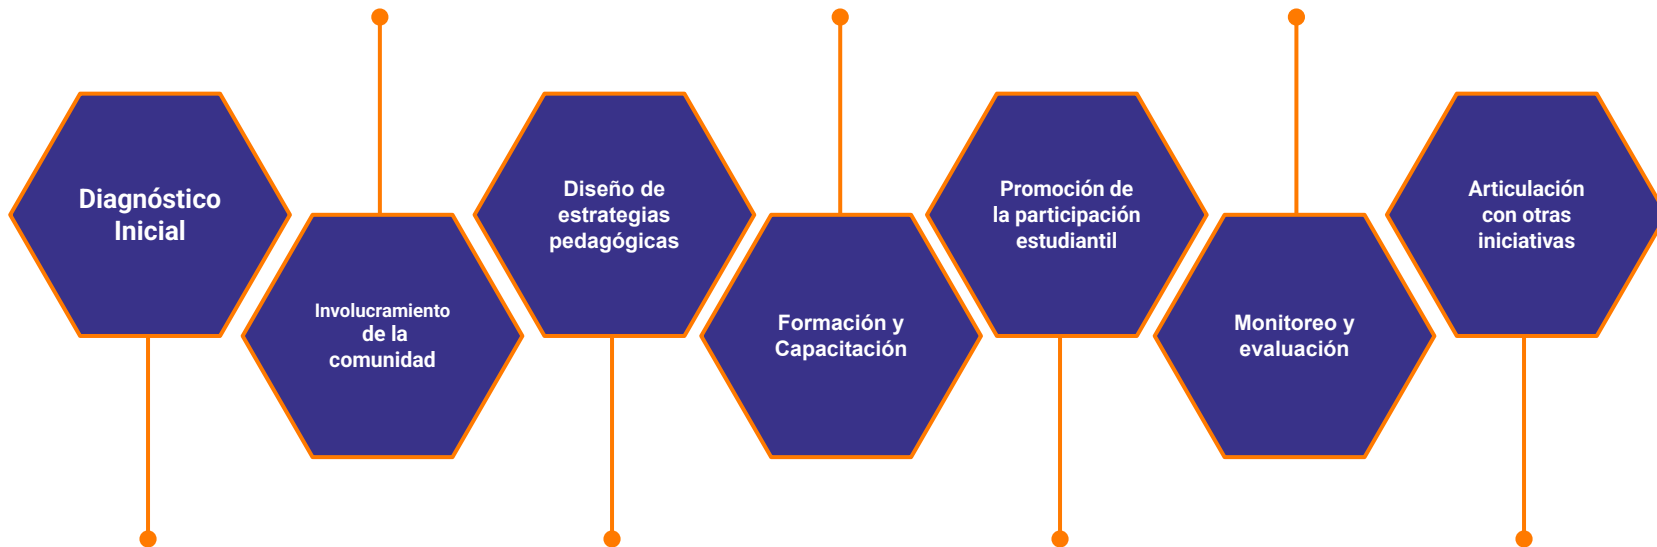 Diagnóstico
Inicial
Involucramiento
de la
comunidad
Diseño de
estrategias
pedagógicas
Formación y
Capacitación
Promoción de
la participación
estudiantil
Monitoreo y
evaluación
Articulación
con otras
iniciativas